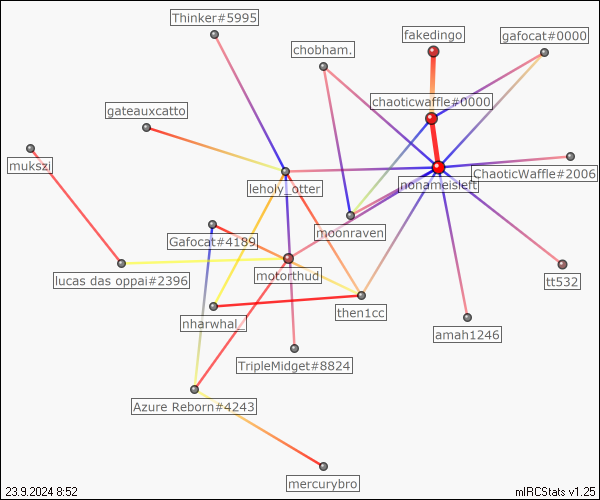 Thinker#5995
fakedingo
gafocat#0000
chobham.
chaoticwaffle#0000
gateauxcatto
mukszi
ChaoticWaffle#2006
leholy_otter
nonameisleft
moonraven
Gafocat#4189
lucas das oppai#2396
motorthud
tt532
nharwhal_
then1cc
amah1246
TripleMidget#8824
Azure Reborn#4243
mercurybro
23.9.2024 8:52
mIRCStats v1.25